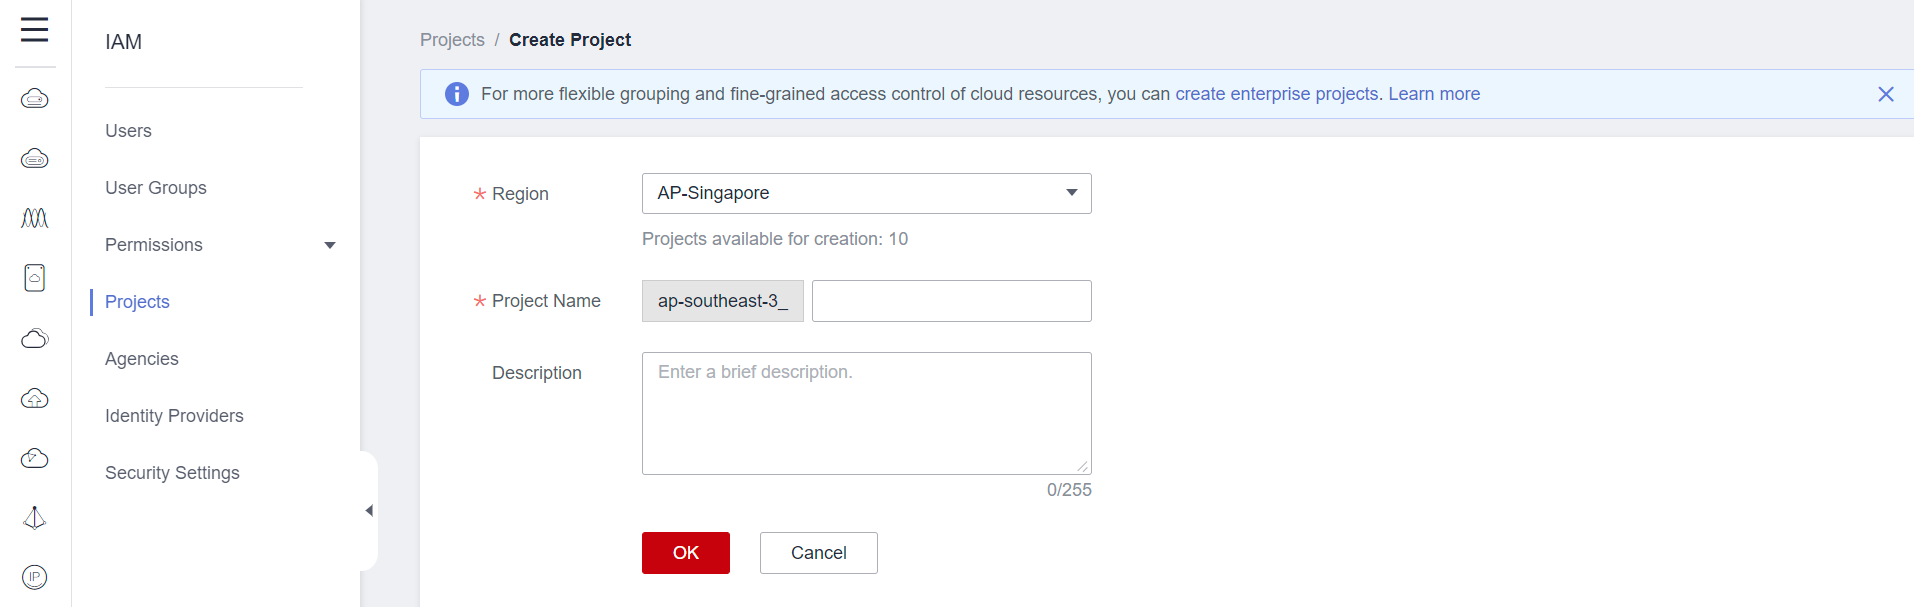 IAM
Users
User Groups
Permissions
Projects
Agencies
Identity Providers
Security Settings
IP
Projects / Create Project
For more flexible grouping and fine-grained access control of cloud resources, you can create enterprise projects. Learn more
* Region
AP-Singapore
Projects available for creation: 10
* Project Name
ap-southeast-3_
Description
Enter a brief description.
0/255
OK
Cancel